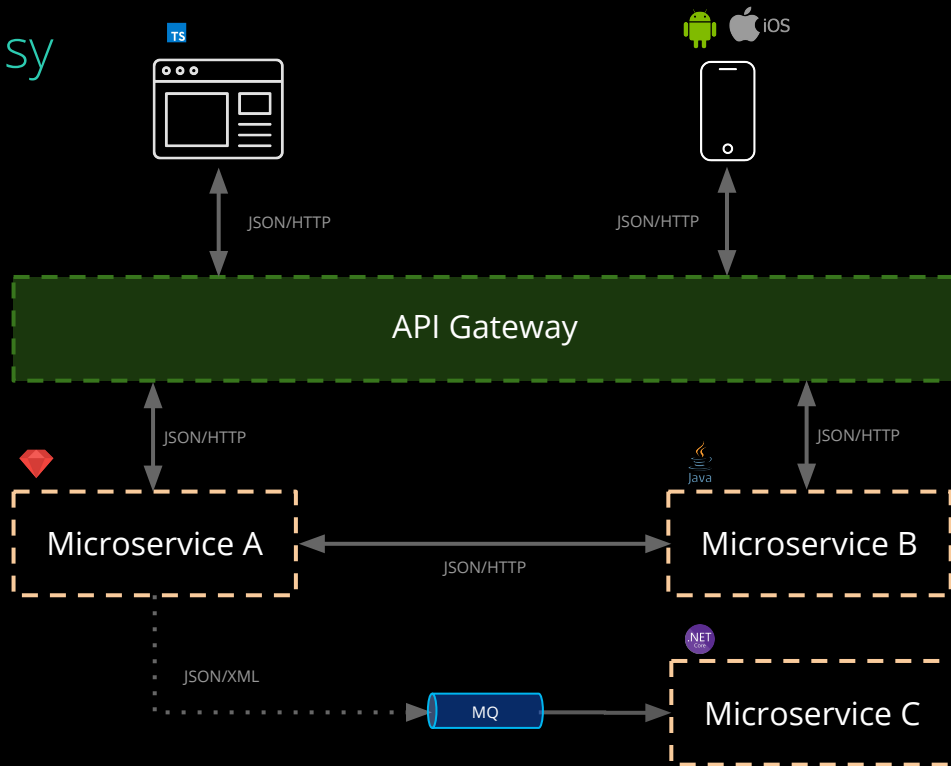 sy
TS
iOS
JSON/HTTP
JSON/HTTP
API Gateway
JSON/HTTP
JSON/HTTP
Java
Microservice A
Microservice B
JSON/HTTP
.NET
Core
JSON/XML
MQ
Microservice C